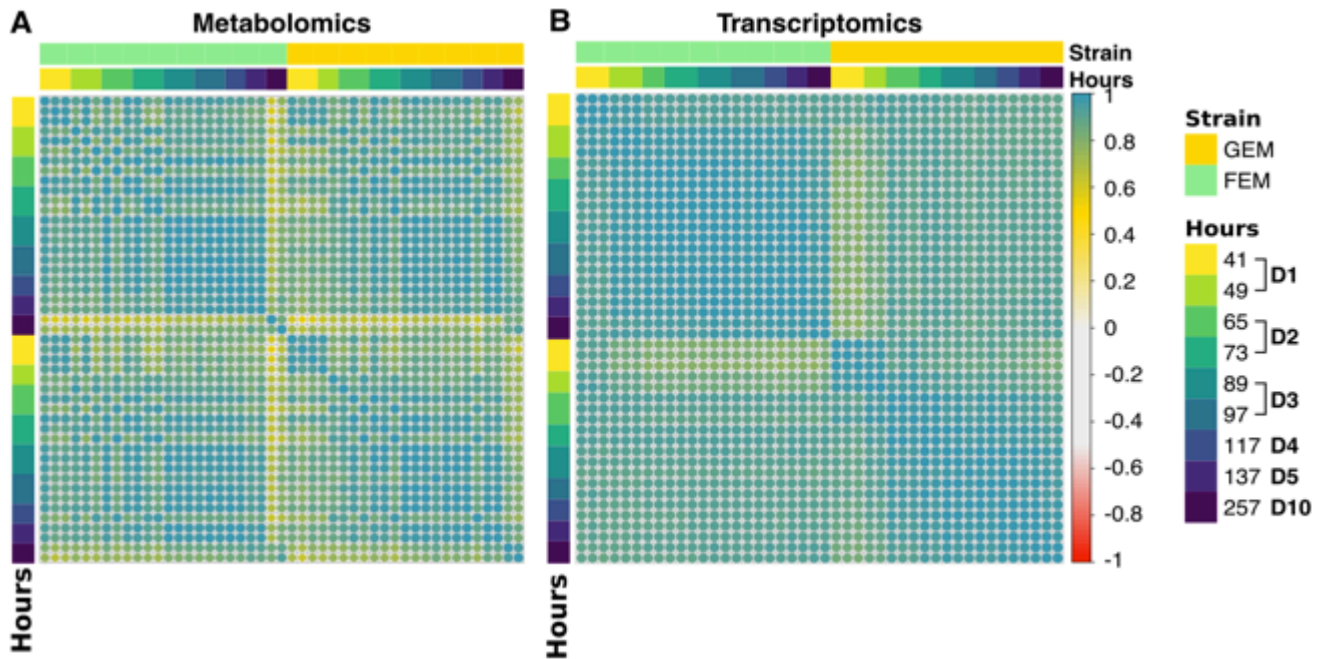 A Metabolomics
B Transcriptomics
Strain
Hours
1
0.8
0.6
0.4
0.2
0
-0.2
-0.4
-0.6
-0.8
-1
Hours
Hours
Strain
GEM
FEM
Hours
41
49
D1
65
73
D2
89
97
D3
117 D4
137 D5
257 D10